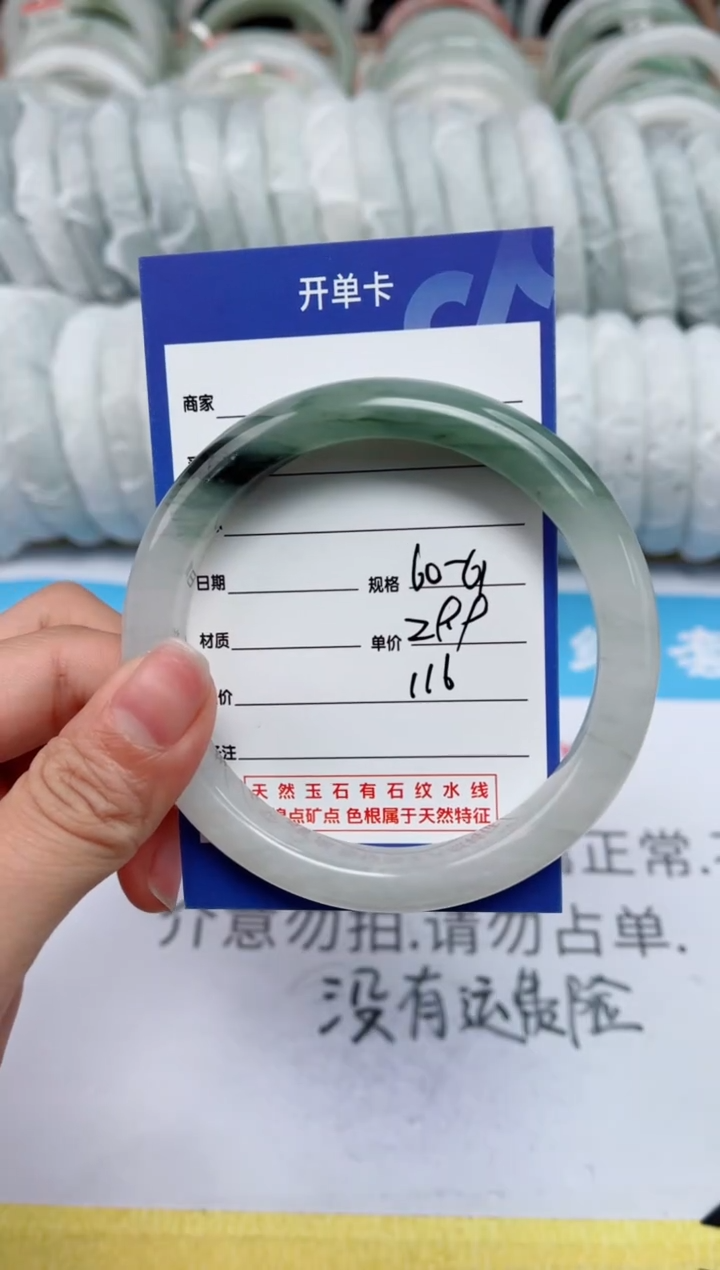 开单卡
商家
日期 规格 60-61
材质 单价 299
价 116
注
天然玉石有石纹水线
点矿点 色根属于天然特征
正常.
介意勿拍.请勿占单.
没有运费险